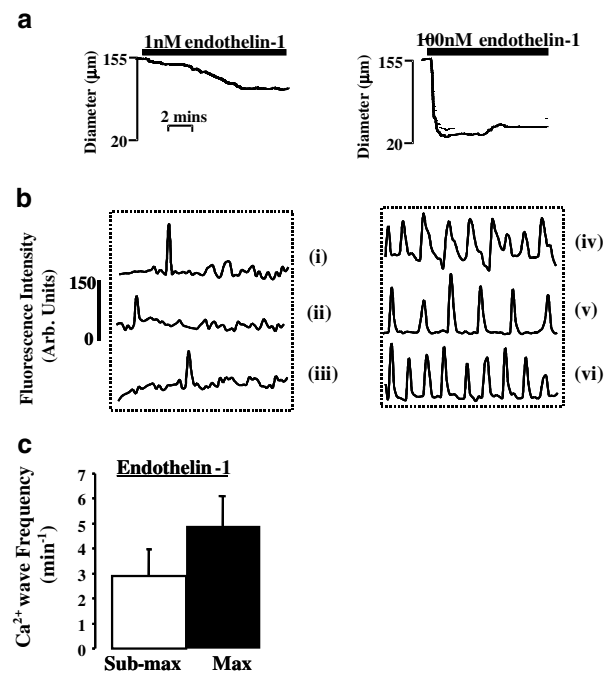 a
1nM endothelin-1
100nM endothelin-1
155
Diameter (µm)
20
2 mins
155
Diameter (µm)
20
b
Fluorescence Intensity
(Arb. Units)
150
0
(i)
(ii)
(iii)
(iv)
(v)
(vi)
c
Endothelin-1
Ca²⁺ wave Frequency
(min⁻¹)
7
6
5
4
3
2
1
0
Sub-max
Max